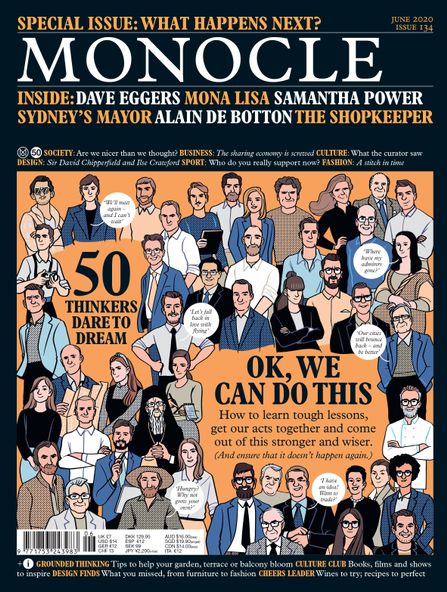 SPECIAL ISSUE: WHAT HAPPENS NEXT?
JUNE 2020
ISSUE 134
MONOCLE
INSIDE: DAVE EGGERS MONA LISA SAMANTHA POWER
SYDNEY'S MAYOR ALAIN DE BOTTON THE SHOPKEEPER
50 SOCIETY: Are we nicer than we thought? BUSINESS: The sharing economy is screwed CULTURE: What the curator saw
DESIGN: Sir David Chipperfield and Ilse Crawford SPORT: Who do you really support now? FASHION: A stitch in time
"We'll meet
again –
and I can't
wait"
"Where
have my
admirers
gone?"
50
THINKERS
DARE TO
DREAM
"Let's fall
back in
love with
flying"
"Our cities
will bounce
back – and
be better"
OK, WE
CAN DO THIS
How to learn tough lessons,
get our acts together and come
out of this stronger and wiser.
(And ensure that it doesn't happen again.)
"Hungry?
Why not
grow your
own?"
"I have an
idea!
Want to
trade?"
06
9 771753 243983
UK £7
USD $14
GER €12
CHF 13
DKK 129.95
ESP €12
SEK 99
JPY ¥2,200
AUD $16.00
SGD $19.90
CDN $14.00
ITA €12
+ i GROUNDED THINKING Tips to help your garden, terrace or balcony bloom CULTURE CLUB Books, films and shows
to inspire DESIGN FINDS What you missed, from furniture to fashion CHEERS LEADER Wines to try; recipes to perfect